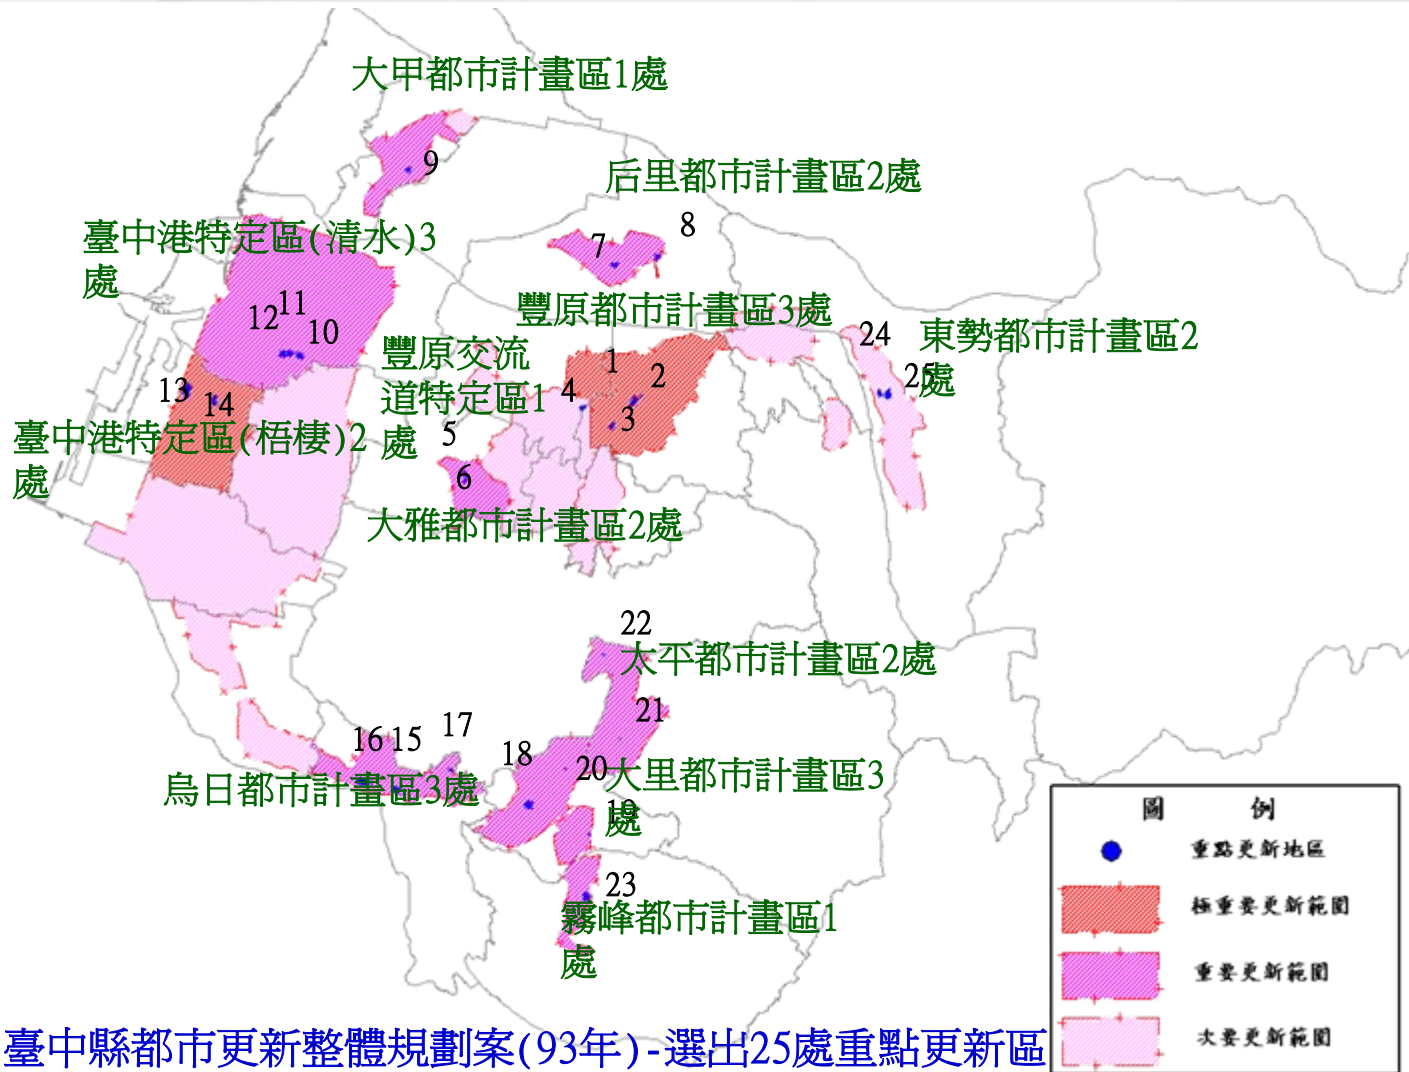 大甲都市計畫區1處
9
后里都市計畫區2處
8
7
臺中港特定區(清水)3
處
12
11
10
豐原都市計畫區3處
豐原交流
道特定區1
處
1
2
3
4
24
東勢都市計畫區2
處
25
13
14
臺中港特定區(梧棲)2
處
5
6
大雅都市計畫區2處
22
太平都市計畫區2處
21
17
16
15
烏日都市計畫區3處
18
20
大里都市計畫區3
處
19
23
霧峰都市計畫區1
處
圖 例
重點更新地區
極重要更新範圍
重要更新範圍
次要更新範圍
臺中縣都市更新整體規劃案(93年)-選出25處重點更新區